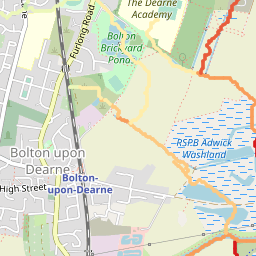 The Dearne
Academy
Furlong Road
Bolton
Brickyard
Pond
RSPB Adwick
Washland
Bolton upon
Dearne
Bolton-
upon-Dearne
High Street